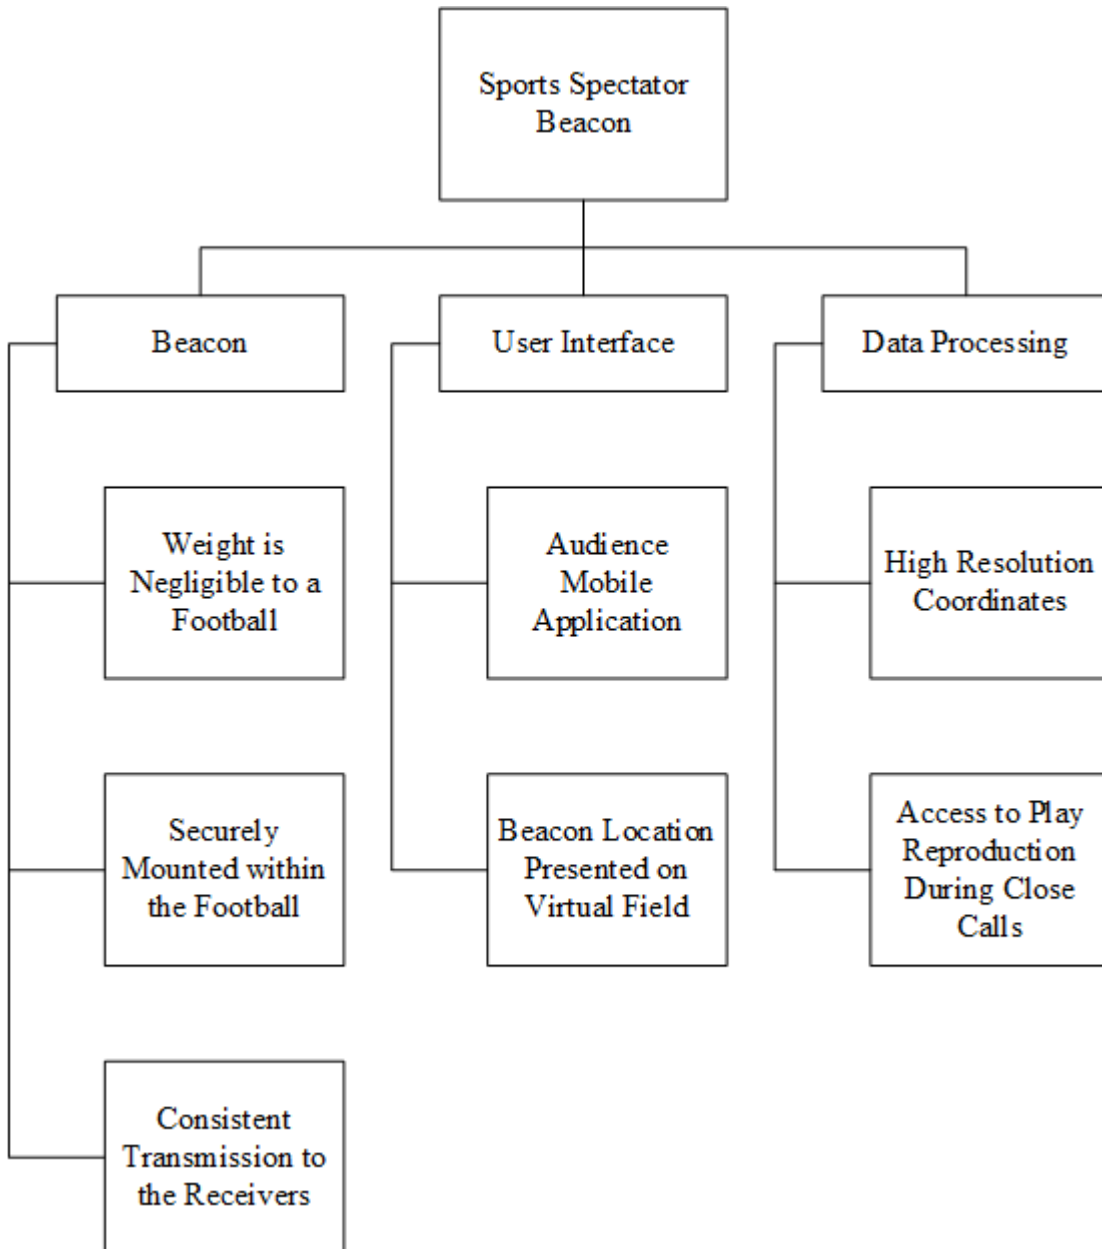 Sports Spectator
Beacon
Beacon
User Interface
Data Processing
Weight is
Negligible to a
Football
Audience
Mobile
Application
High Resolution
Coordinates
Securely
Mounted within
the Football
Beacon Location
Presented on
Virtual Field
Access to Play
Reproduction
During Close
Calls
Consistent
Transmission to
the Receivers